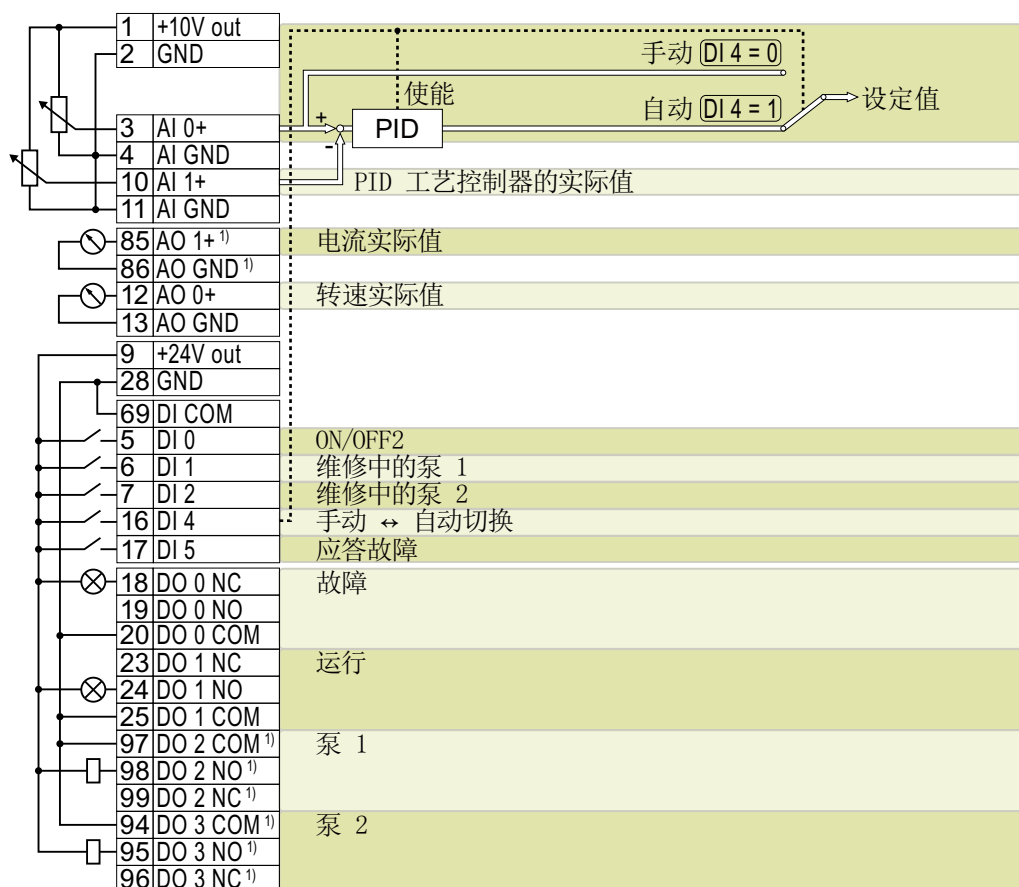 1 +10V out
2 GND
手动 DI 4 = 0
使能
自动 DI 4 = 1
设定值
3 AI 0+
+
PID
4 AI GND
-
10 AI 1+ PID 工艺控制器的实际值
11 AI GND
85 AO 1+ 1) 电流实际值
86 AO GND 1)
12 AO 0+ 转速实际值
13 AO GND
9 +24V out
28 GND
69 DI COM
5 DI 0 ON/OFF2
6 DI 1 维修中的泵 1
7 DI 2 维修中的泵 2
16 DI 4 手动 ↔ 自动切换
17 DI 5 应答故障
18 DO 0 NC 故障
19 DO 0 NO
20 DO 0 COM
23 DO 1 NC 运行
24 DO 1 NO
25 DO 1 COM
97 DO 2 COM 1) 泵 1
98 DO 2 NO 1)
99 DO 2 NC 1)
94 DO 3 COM 1) 泵 2
95 DO 3 NO 1)
96 DO 3 NC 1)